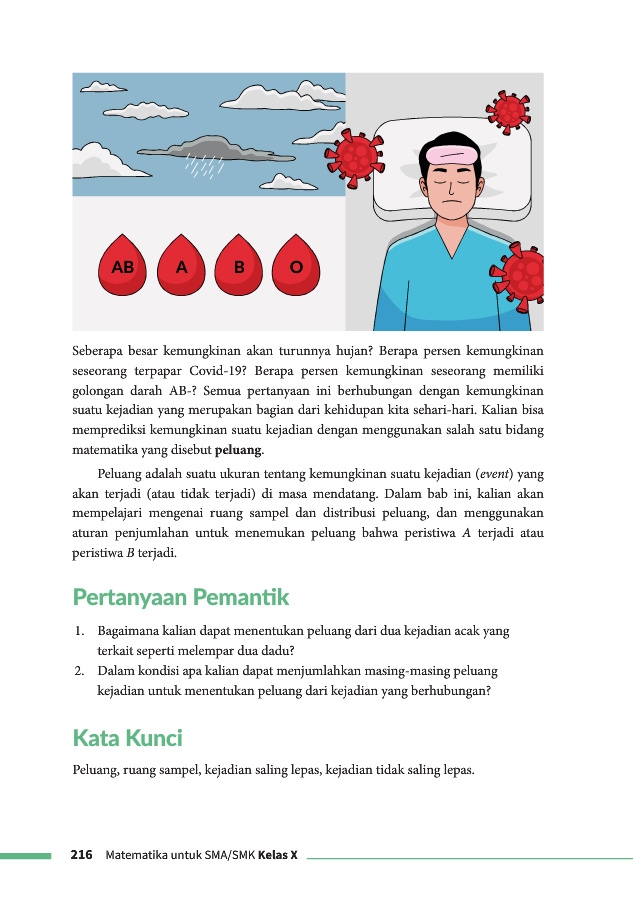 AB
A
B
O
Seberapa besar kemungkinan akan turunnya hujan? Berapa persen kemungkinan
seseorang terpapar Covid-19? Berapa persen kemungkinan seseorang memiliki
golongan darah AB-? Semua pertanyaan ini berhubungan dengan kemungkinan
suatu kejadian yang merupakan bagian dari kehidupan kita sehari-hari. Kalian bisa
memprediksi kemungkinan suatu kejadian dengan menggunakan salah satu bidang
matematika yang disebut peluang.
Peluang adalah suatu ukuran tentang kemungkinan suatu kejadian (event) yang
akan terjadi (atau tidak terjadi) di masa mendatang. Dalam bab ini, kalian akan
mempelajari mengenai ruang sampel dan distribusi peluang, dan menggunakan
aturan penjumlahan untuk menemukan peluang bahwa peristiwa A terjadi atau
peristiwa B terjadi.
Pertanyaan Pemantik
1. Bagaimana kalian dapat menentukan peluang dari dua kejadian acak yang
terkait seperti melempar dua dadu?
2. Dalam kondisi apa kalian dapat menjumlahkan masing-masing peluang
kejadian untuk menentukan peluang dari kejadian yang berhubungan?
Kata Kunci
Peluang, ruang sampel, kejadian saling lepas, kejadian tidak saling lepas.
216 Matematika untuk SMA/SMK Kelas X